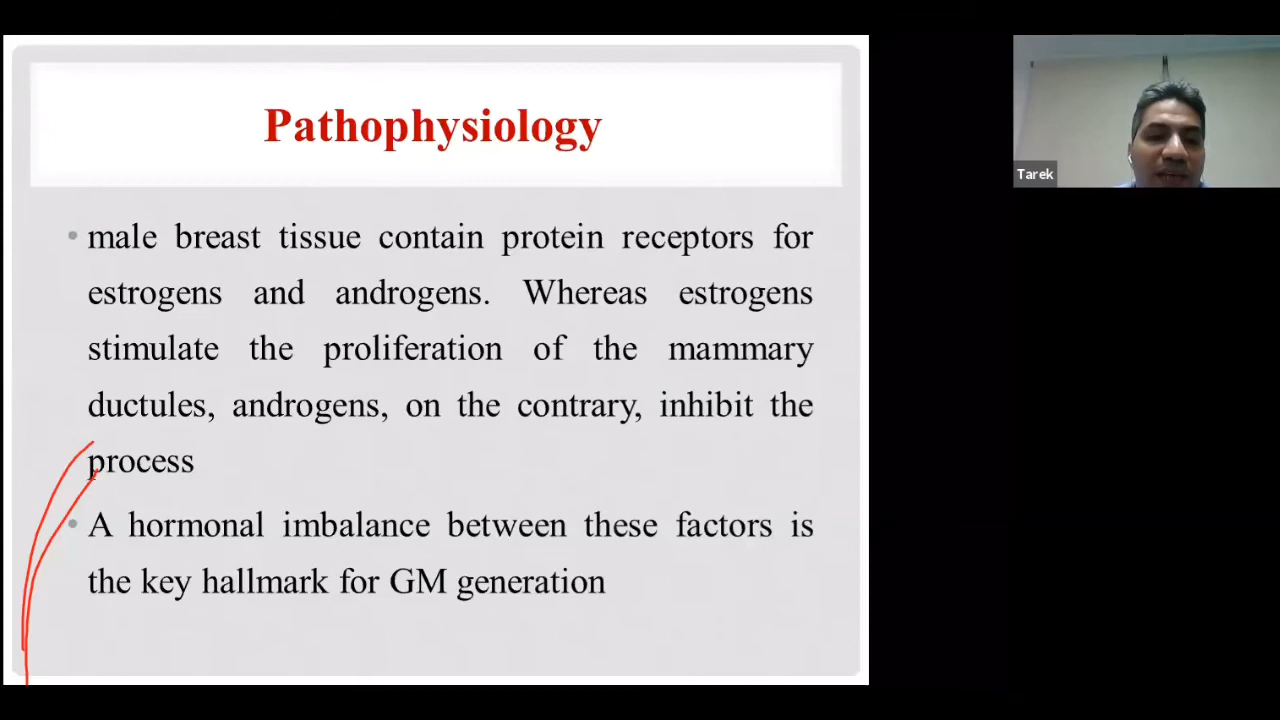 Pathophysiology
• male breast tissue contain protein receptors for
estrogens and androgens. Whereas estrogens
stimulate the proliferation of the mammary
ductules, androgens, on the contrary, inhibit the
process
• A hormonal imbalance between these factors is
the key hallmark for GM generation
Tarek